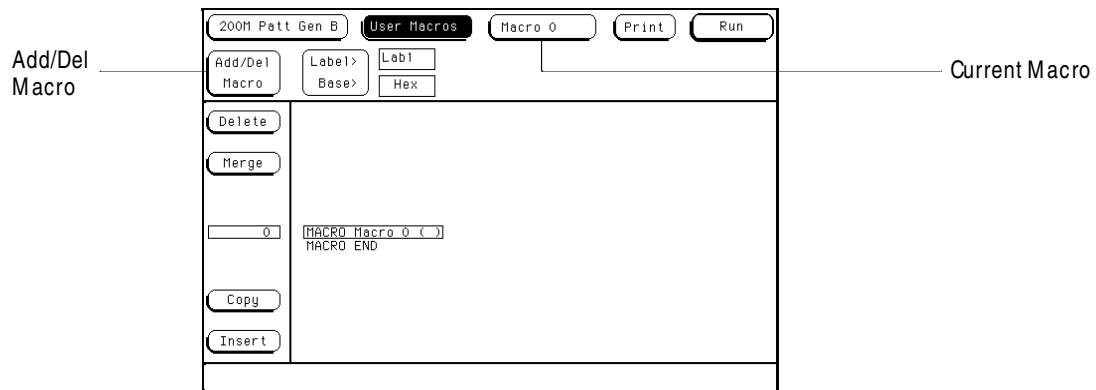 200M Patt Gen B User Macros Macro 0 Print Run
Add/Del
Macro
Add/Del
Macro
Label>
Base>
Lab1
Hex
Current Macro
Delete
Merge
0
MACRO Macro 0 ( )
MACRO END
Copy
Insert